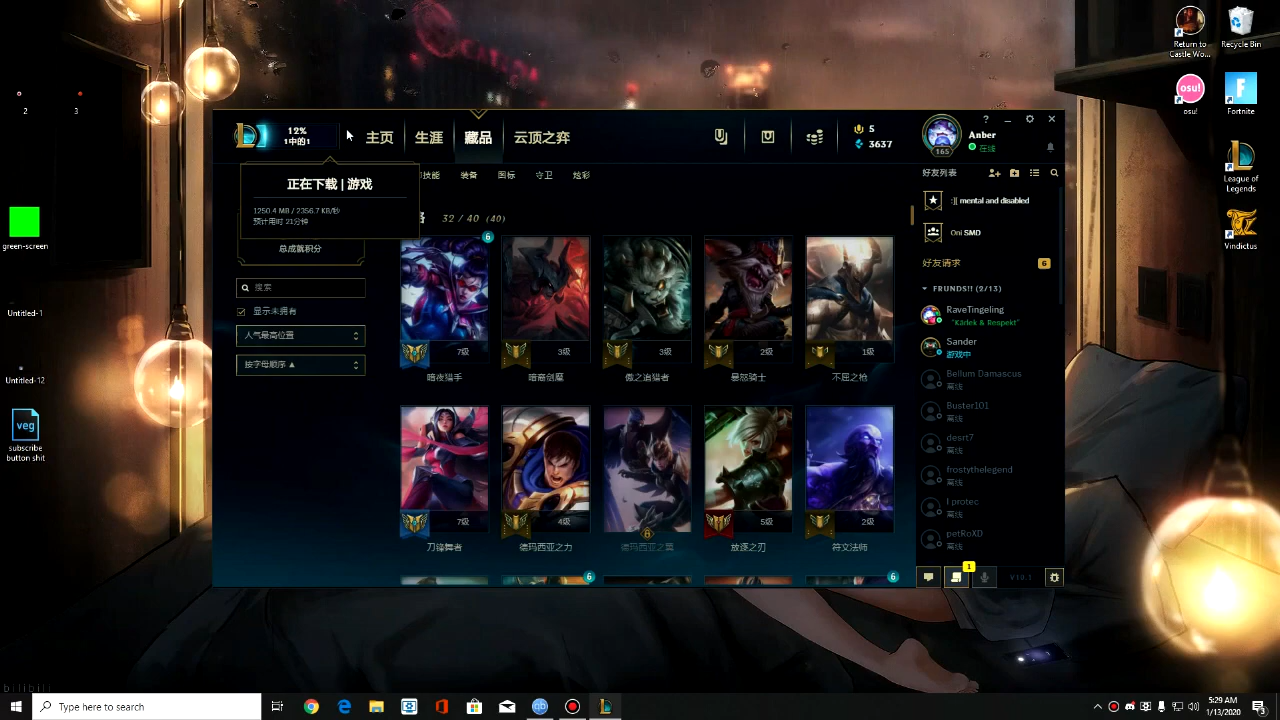 Return to
Castle Wo...
Recycle Bin
2
3
osu!
osu!
Fortnite
League of
Legends
Vindictus
green-screen
Untitled-1
Untitled-12
veg
subscribe
button shit
12%
1中的1
主页
生涯
藏品
云顶之弈
5
3637
165
Anber
在线
正在下载 | 游戏
1250.4 MB / 2356.7 KB/秒
预计用时 21分钟
技能
装备
图标
守卫
炫彩
32 / 40 (40)
总成就积分
搜索
显示未拥有
人气最高位置
按字母顺序 ▲
6
7级
3级
3级
2级
1级
暗夜猎手
暗裔剑魔
傲之追猎者
暴怒骑士
不屈之枪
7级
4级
5级
2级
刀锋舞者
德玛西亚之力
德玛西亚之翼
放逐之刃
符文法师
6
6
好友列表
:)( mental and disabled
Oni SMD
好友请求
6
FRUNDS!! (2/13)
RaveTingeling
"Kärlek & Respekt"
Sander
游戏中
Bellum Damascus
离线
Buster101
离线
desrt7
离线
frostythelegend
离线
I protec
离线
petRoXD
离线
1
V10.1
bilibili
Type here to search
5:29 AM
1/13/2020